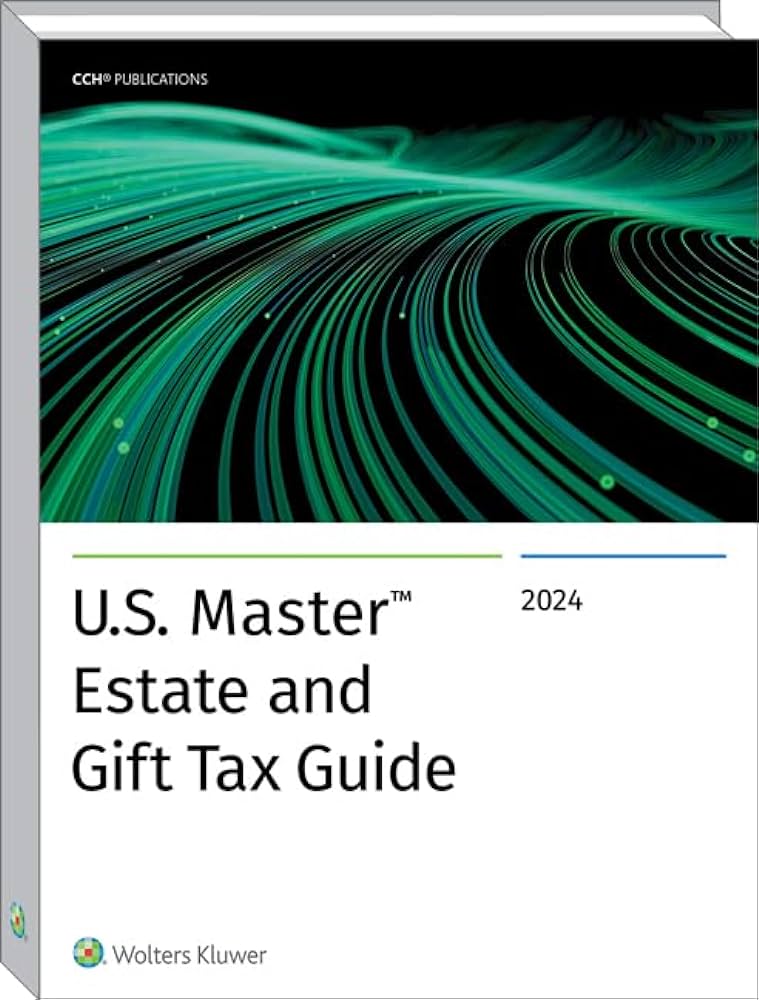 CCH® PUBLICATIONS
U.S. Master™
2024
Estate and
Gift Tax Guide
Wolters Kluwer